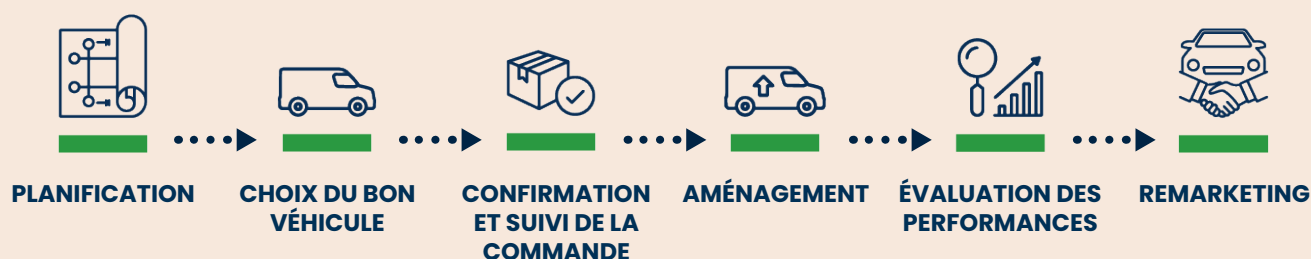 PLANIFICATION
CHOIX DU BON
VÉHICULE
CONFIRMATION
ET SUIVI DE LA
COMMANDE
AMÉNAGEMENT
ÉVALUATION DES
PERFORMANCES
REMARKETING